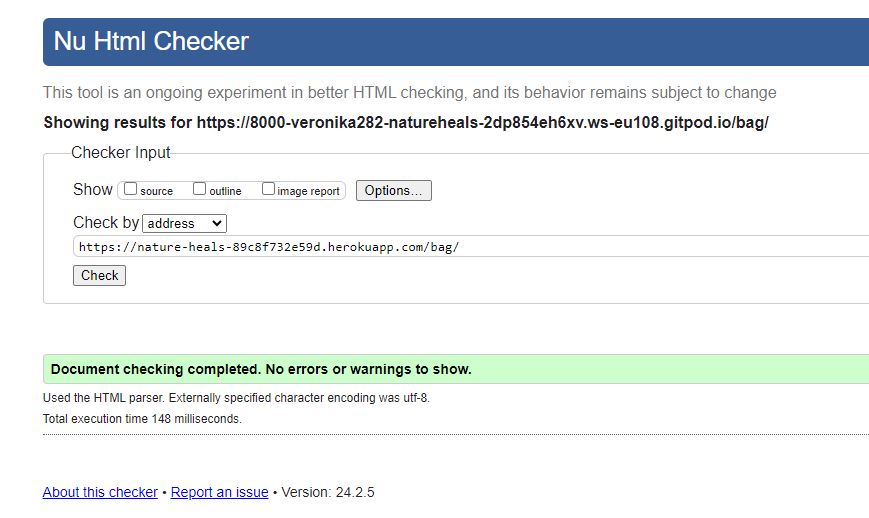 Nu Html Checker
This tool is an ongoing experiment in better HTML checking, and its behavior remains subject to change
Showing results for https://8000-veronika282-natureheals-2dp854eh6xv.ws-eu108.gitpod.io/bag/
Checker Input
Show source outline image report Options...
Check by address
https://nature-heals-89c8f732e59d.herokuapp.com/bag/
Check
Document checking completed. No errors or warnings to show.
Used the HTML parser. Externally specified character encoding was utf-8.
Total execution time 148 milliseconds.
About this checker • Report an issue • Version: 24.2.5